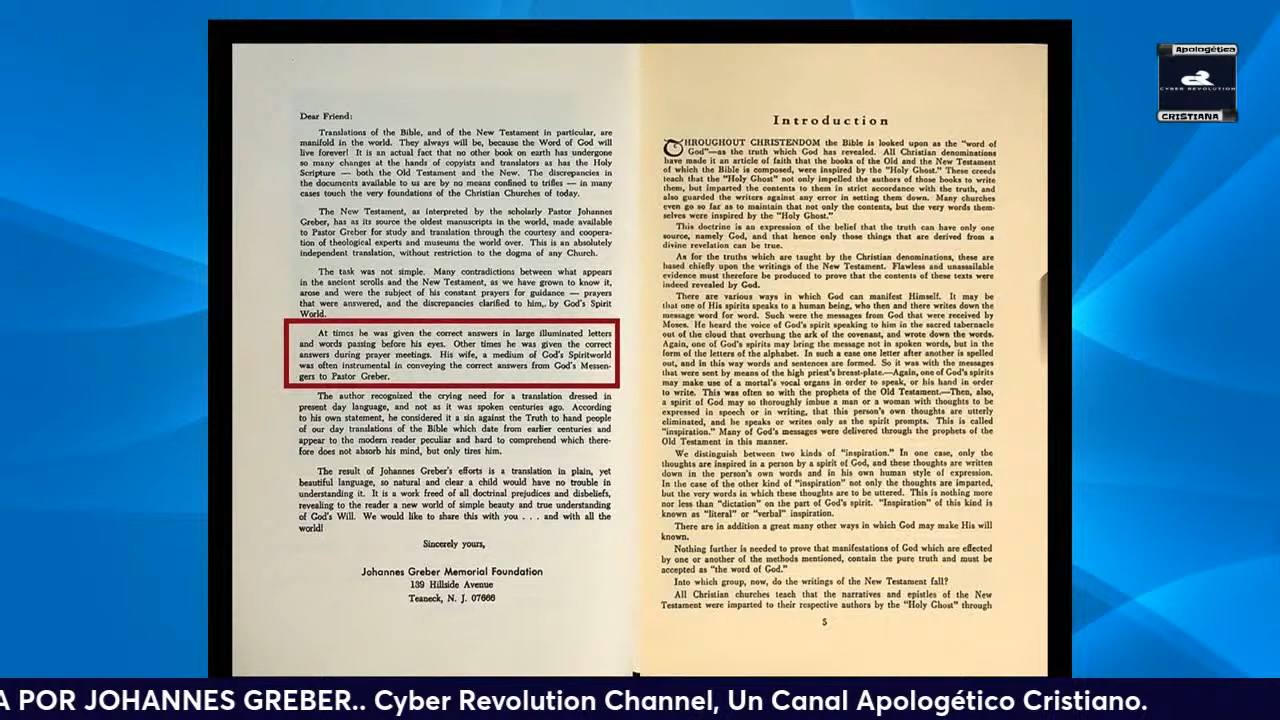 Dear Friend:
Translations of the Bible, and of the New Testament in particular, are
manifold in the world. They always will be, because the Word of God will
live forever! It is an actual fact that no other book on earth has undergone
so many changes at the hands of copyists and translators as has the Holy
Scripture — both the Old Testament and the New. The discrepancies in
the documents available to us are by no means confined to trifles — in many
cases touch the very foundations of the Christian Churches of today.
The New Testament, as interpreted by the scholarly Pastor Johannes
Greber, has as its source the oldest manuscripts in the world, made available
to Pastor Greber for study and translation through the courtesy and coopera-
tion of theological experts and museums the world over. This is an absolutely
independent translation, without restriction to the dogma of any Church.
The task was not simple. Many contradictions between what appears
in the ancient scrolls and the New Testament, as we have grown to know it,
arose and were the subject of his constant prayers for guidance — prayers
that were answered, and the discrepancies clarified to him, by God's Spirit
World.
At times he was given the correct answers in large illuminated letters
and words passing before his eyes. Other times he was given the correct
answers during prayer meetings. His wife, a medium of God's Spiritworld
was often instrumental in conveying the correct answers from God's Messen-
gers to Pastor Greber.
The author recognized the crying need for a translation dressed in
present day language, and not as it was spoken centuries ago. According
to his own statement, he considered it a sin against the Truth to hand people
of our day translations of the Bible which date from earlier centuries and
appear to the modern reader peculiar and hard to comprehend which there-
fore does not absorb his mind, but only tires him.
The result of Johannes Greber's efforts is a translation in plain, yet
beautiful language, so natural and clear a child would have no trouble in
understanding it. It is a work freed of all doctrinal prejudices and disbeliefs,
revealing to the reader a new world of simple beauty and true understanding
of God's Will. We would like to share this with you . . . and with all the
world!
Sincerely yours,
Johannes Greber Memorial Foundation
139 Hillside Avenue
Teaneck, N. J. 07666
Introduction
THROUGHOUT CHRISTENDOM the Bible is looked upon as the "word of
God"—as the truth which God has revealed. All Christian denominations
have made it an article of faith that the books of the Old and the New Testament
of which the Bible is composed, were inspired by the "Holy Ghost." These creeds
teach that the "Holy Ghost" not only impelled the authors of those books to write
them, but imparted the contents to them in strict accordance with the truth, and
also guarded the writers against any error in setting them down. Many churches
even go so far as to maintain that not only the contents, but the very words them-
selves were inspired by the "Holy Ghost."
This doctrine is an expression of the belief that the truth can have only one
source, namely God, and that hence only those things that are derived from a
divine revelation can be true.
As for the truths which are taught by the Christian denominations, these are
based chiefly upon the writings of the New Testament. Flawless and unassailable
evidence must therefore be produced to prove that the contents of these texts were
indeed revealed by God.
There are various ways in which God can manifest Himself. It may be
that one of His spirits speaks to a human being, who then and there writes down the
message word for word. Such were the messages from God that were received by
Moses. He heard the voice of God's spirit speaking to him in the sacred tabernacle
out of the cloud that overhung the ark of the covenant, and wrote down the words.
Again, one of God's spirits may bring the message not in spoken words, but in the
form of the letters of the alphabet. In such a case one letter after another is spelled
out, and in this way words and sentences are formed. So it was with the messages
that were sent by means of the high priest's breast-plate.—Again, one of God's spirits
may make use of a mortal's vocal organs in order to speak, or his hand in order
to write. This was often so with the prophets of the Old Testament.—Then, also,
a spirit of God may so thoroughly imbue a man or a woman with thoughts to be
expressed in speech or in writing, that this person's own thoughts are utterly
eliminated, and he speaks or writes only as the spirit prompts. This is called
"inspiration." Many of God's messages were delivered through the prophets of the
Old Testament in this manner.
We distinguish between two kinds of "inspiration." In one case, only the
thoughts are inspired in a person by a spirit of God, and these thoughts are written
down in the person's own words and in his own human style of expression.
In the case of the other kind of "inspiration" not only the thoughts are imparted,
but the very words in which these thoughts are to be uttered. This is nothing more
nor less than "dictation" on the part of God's spirit. "Inspiration" of this kind is
known as "literal" or "verbal" inspiration.
There are in addition a great many other ways in which God may make His will
known.
Nothing further is needed to prove that manifestations of God which are effected
by one or another of the methods mentioned, contain the pure truth and must be
accepted as "the word of God."
Into which group, now, do the writings of the New Testament fall?
All Christian churches teach that the narratives and epistles of the New
Testament were imparted to their respective authors by the "Holy Ghost" through
5
Apologética
CYBER REVOLUTION
CRISTIANA
A POR JOHANNES GREBER.. Cyber Revolution Channel, Un Canal Apologético Cristiano.